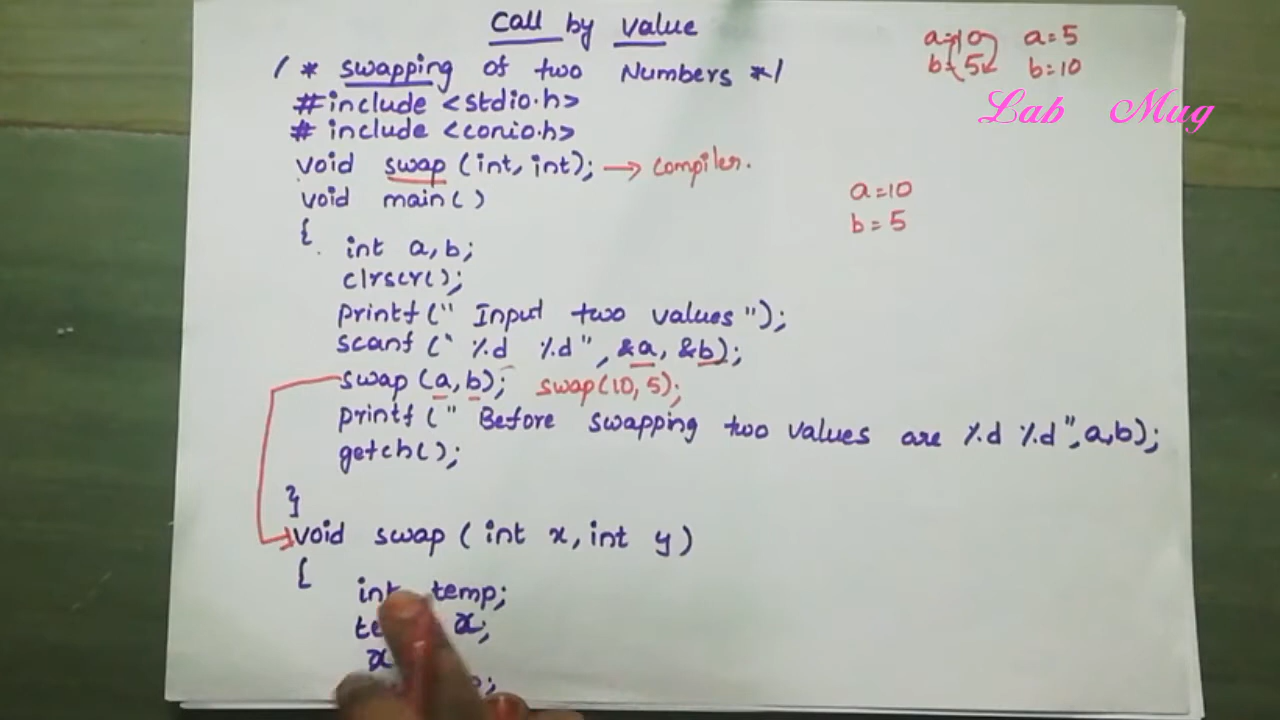 Call by value
/* swapping of two Numbers */
#include <stdio.h>
# include <conio.h>
void swap (int, int); → compiler.
void main()
{
int a, b;
clrscr();
printf(" Input two values");
scanf (" %d %d", &a, &b);
swap (a, b); swap(10, 5);
printf (" Before swapping two values are %d %d", a, b);
getch();
}
void swap ( int x, int y )
{
int temp;
x;
x
a=10 a=5
b=5 b=10
Lab Mug
a=10
b=5